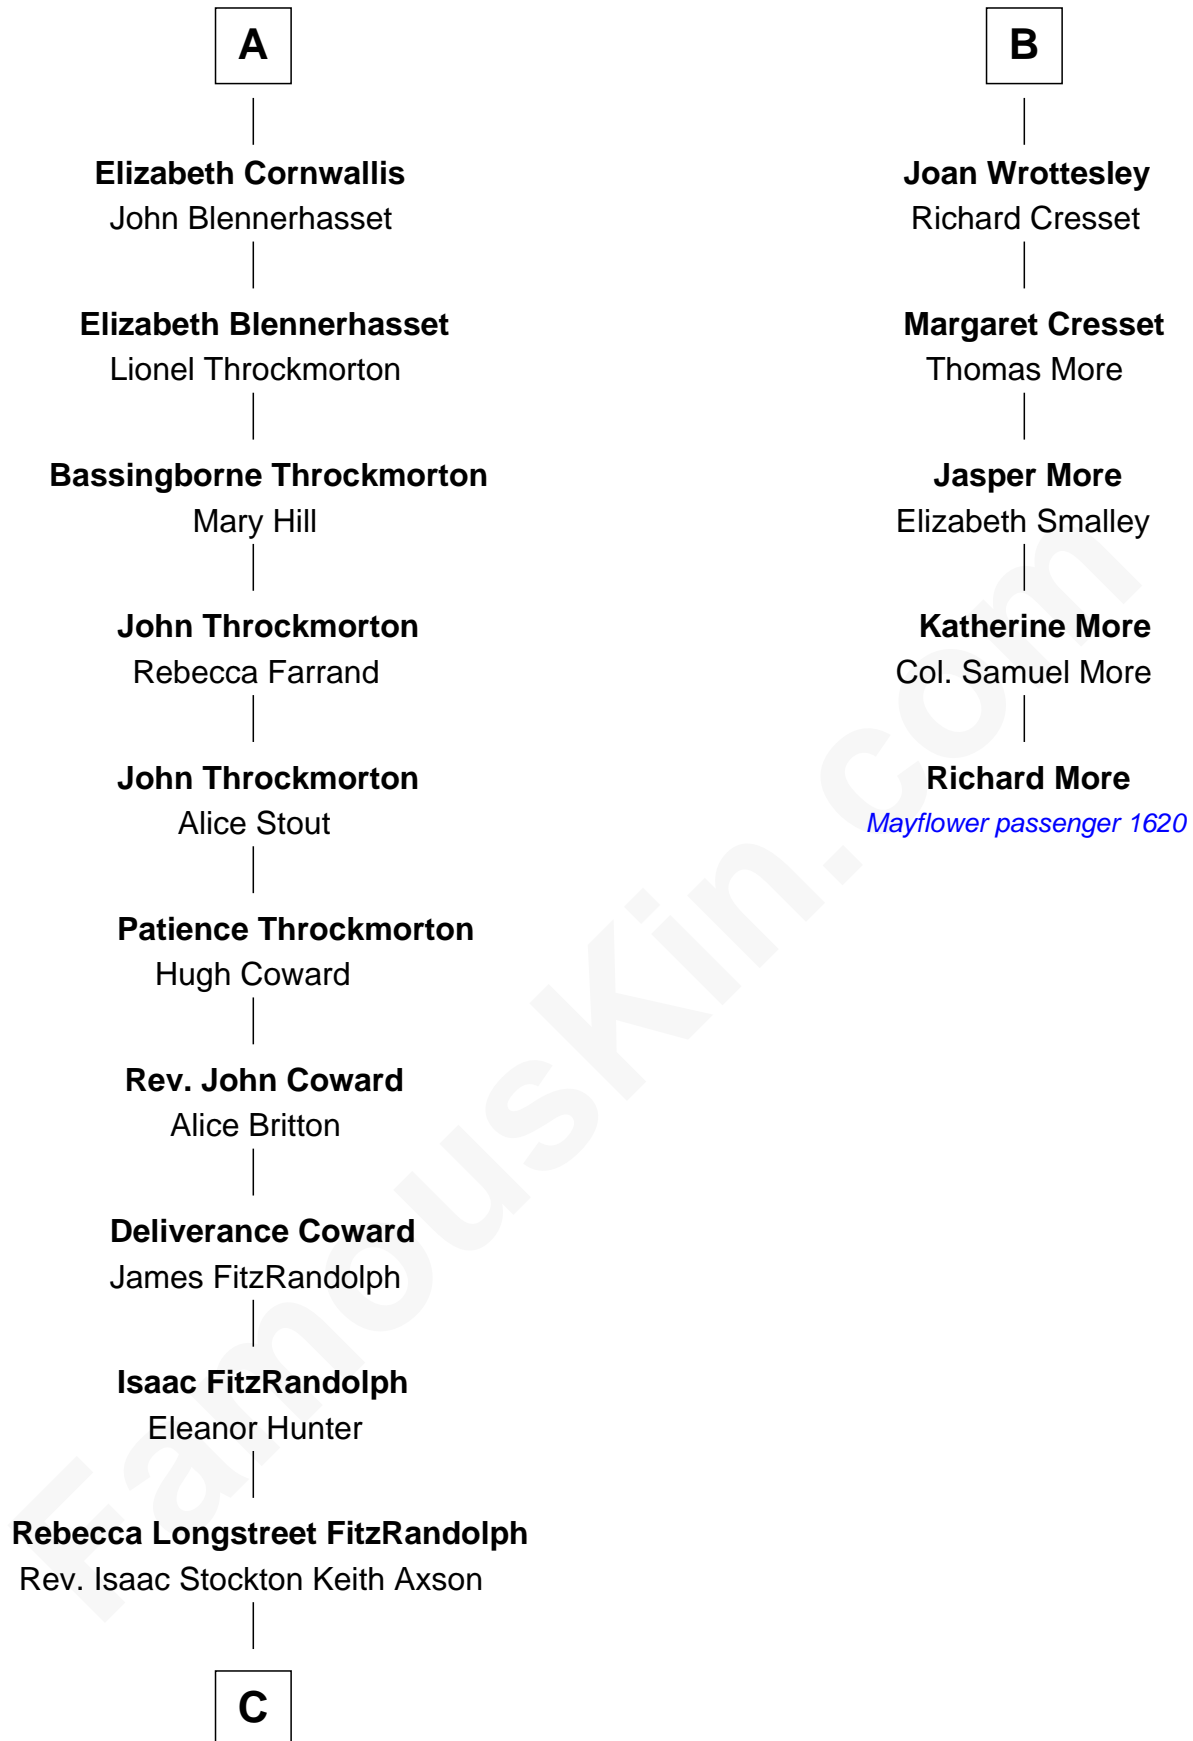 A
Elizabeth Cornwallis
John Blennerhasset
Elizabeth Blennerhasset
Lionel Throckmorton
Bassingborne Throckmorton
Mary Hill
John Throckmorton
Rebecca Farrand
John Throckmorton
Alice Stout
Patience Throckmorton
Hugh Coward
Rev. John Coward
Alice Britton
Deliverance Coward
James FitzRandolph
Isaac FitzRandolph
Eleanor Hunter
Rebecca Longstreet FitzRandolph
Rev. Isaac Stockton Keith Axson
C
B
Joan Wrottesley
Richard Cresset
Margaret Cresset
Thomas More
Jasper More
Elizabeth Smalley
Katherine More
Col. Samuel More
Richard More
Mayflower passenger 1620
FamousKin.com